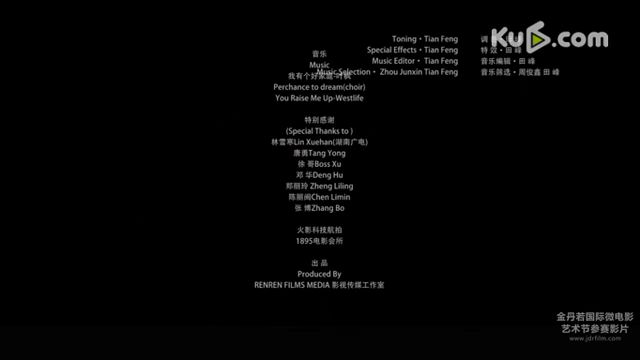 Toning • Tian Feng
Special Effects • Tian Feng
特 效 • 田 峰
Music Editor • Tian Feng
音乐编辑 • 田 峰
Music Selection • Zhou Junxin Tian Feng
音乐筛选 • 周俊鑫 田 峰
Ku6.com
音乐
Music
我有个好家庭-叶枫
Perchance to dream(choir)
You Raise Me Up-Westlife
特别感谢
(Special Thanks to )
林雪寒Lin Xuehan(湖南广电)
唐勇Tang Yong
徐 哥Boss Xu
邓 华Deng Hu
郑丽玲 Zheng Liling
陈丽闽Chen Limin
张 博Zhang Bo
火影科技航拍
1895电影会所
出 品
Produced By
RENREN FILMS MEDIA 影视传媒工作室
金丹若国际微电影
艺术节参赛影片
www.jdrfilm.com